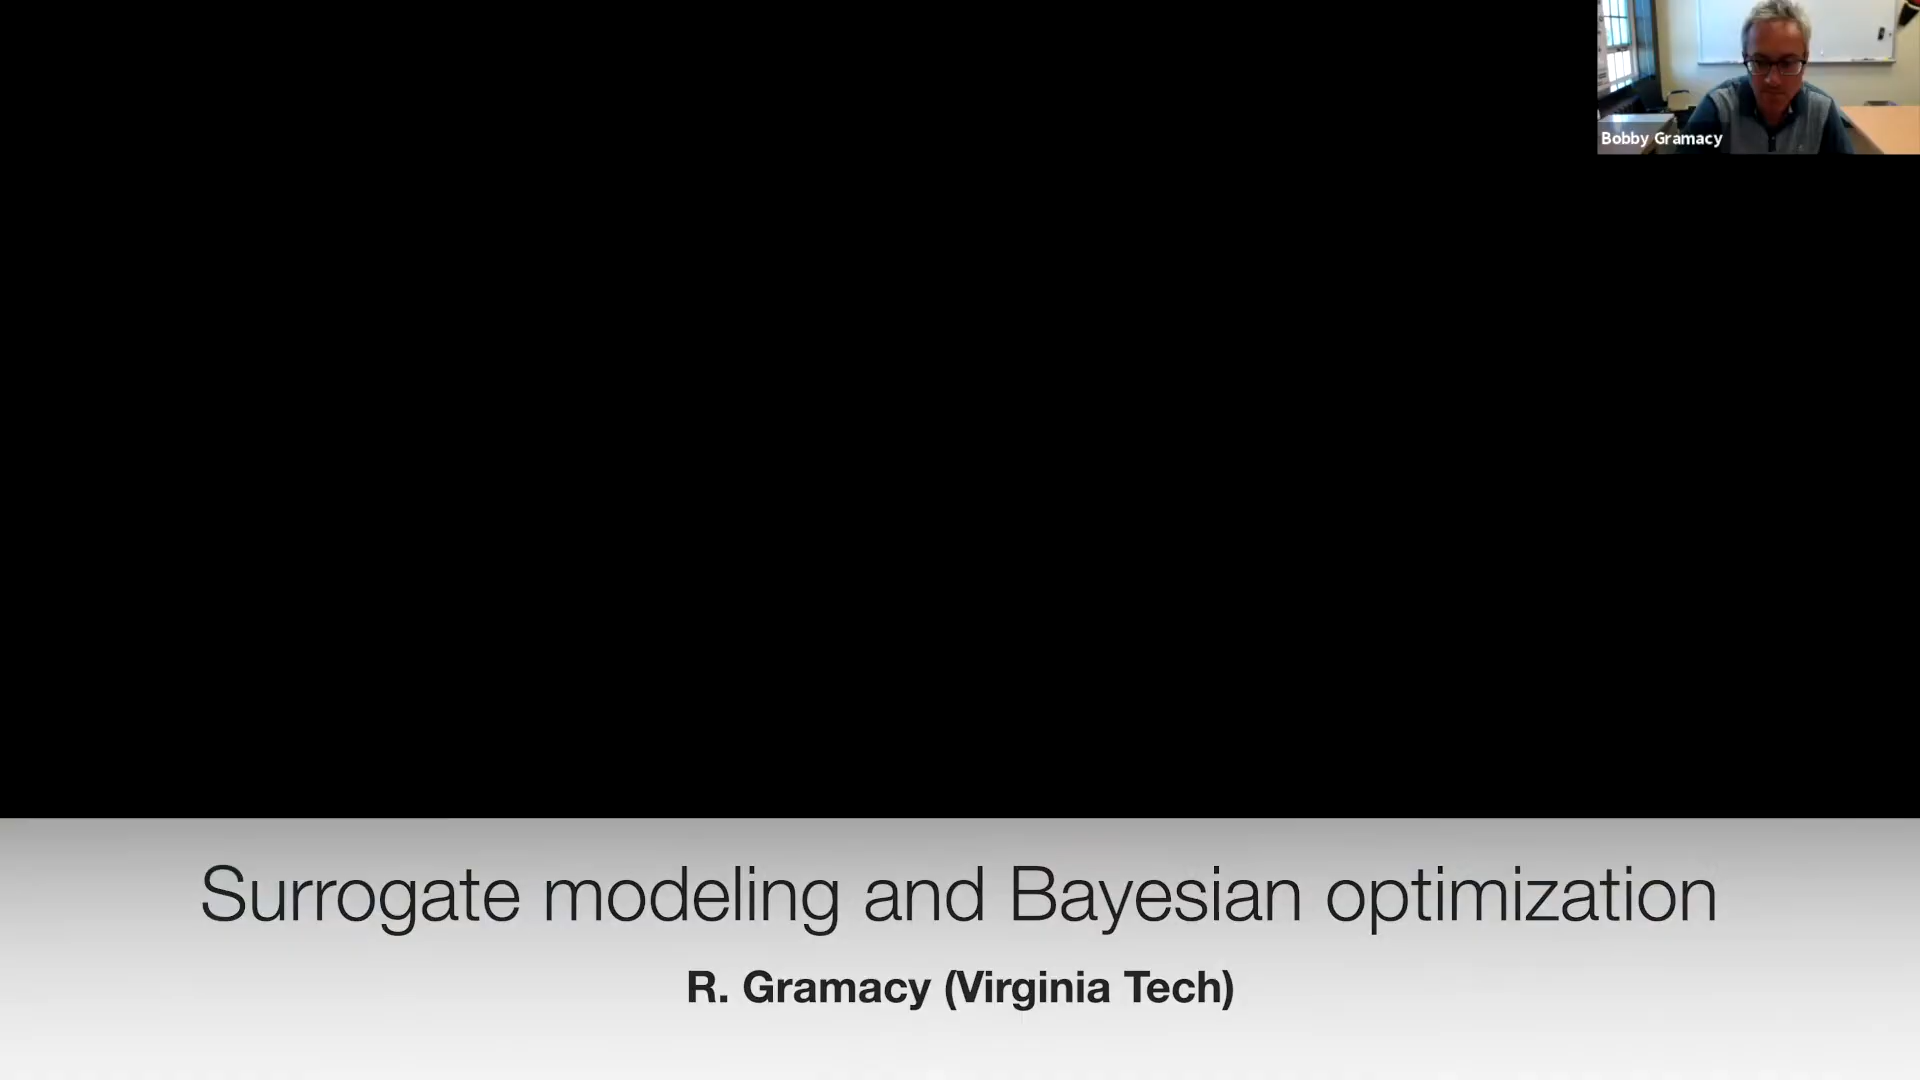 Bobby Gramacy
Surrogate modeling and Bayesian optimization
R. Gramacy (Virginia Tech)